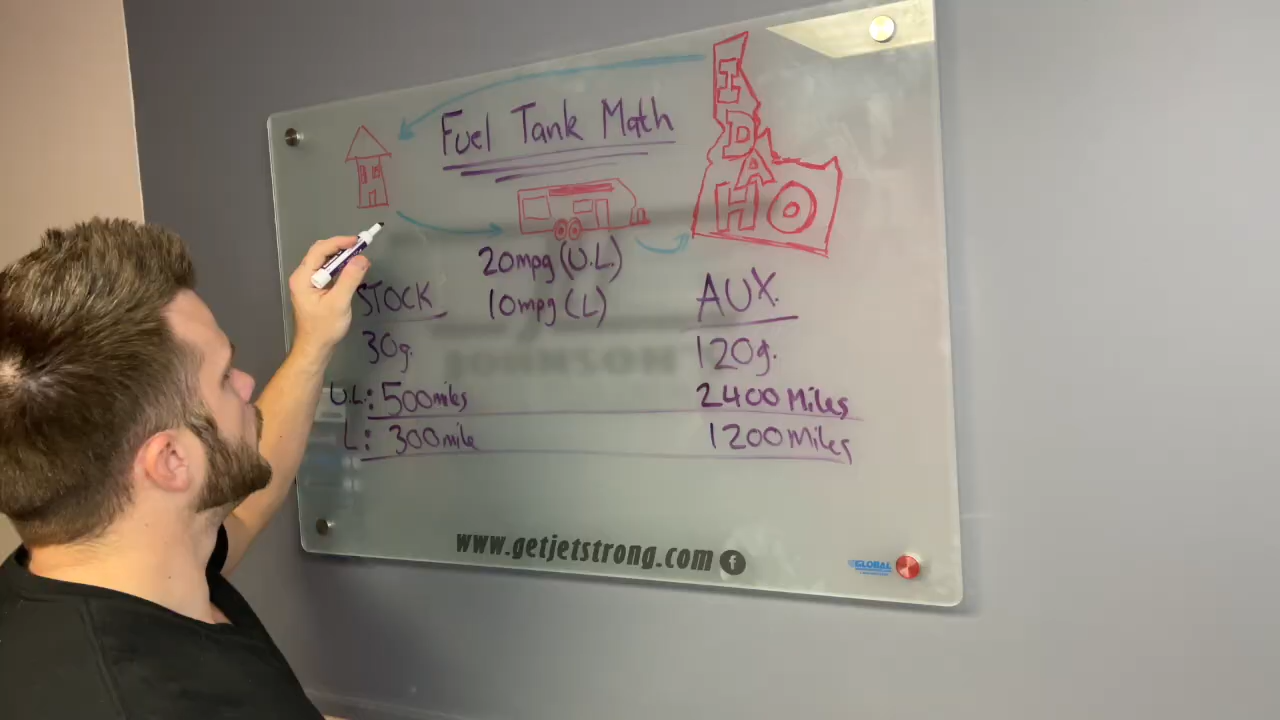 Fuel Tank Math
IDAHO
20mpg (U.L.)
10mpg (L)
STOCK
30g.
U.L.: 500miles
L: 300mile
AUX.
120g.
2400 Miles
1200 Miles
JOHNSON
www.getjetstrong.com f
GLOBAL